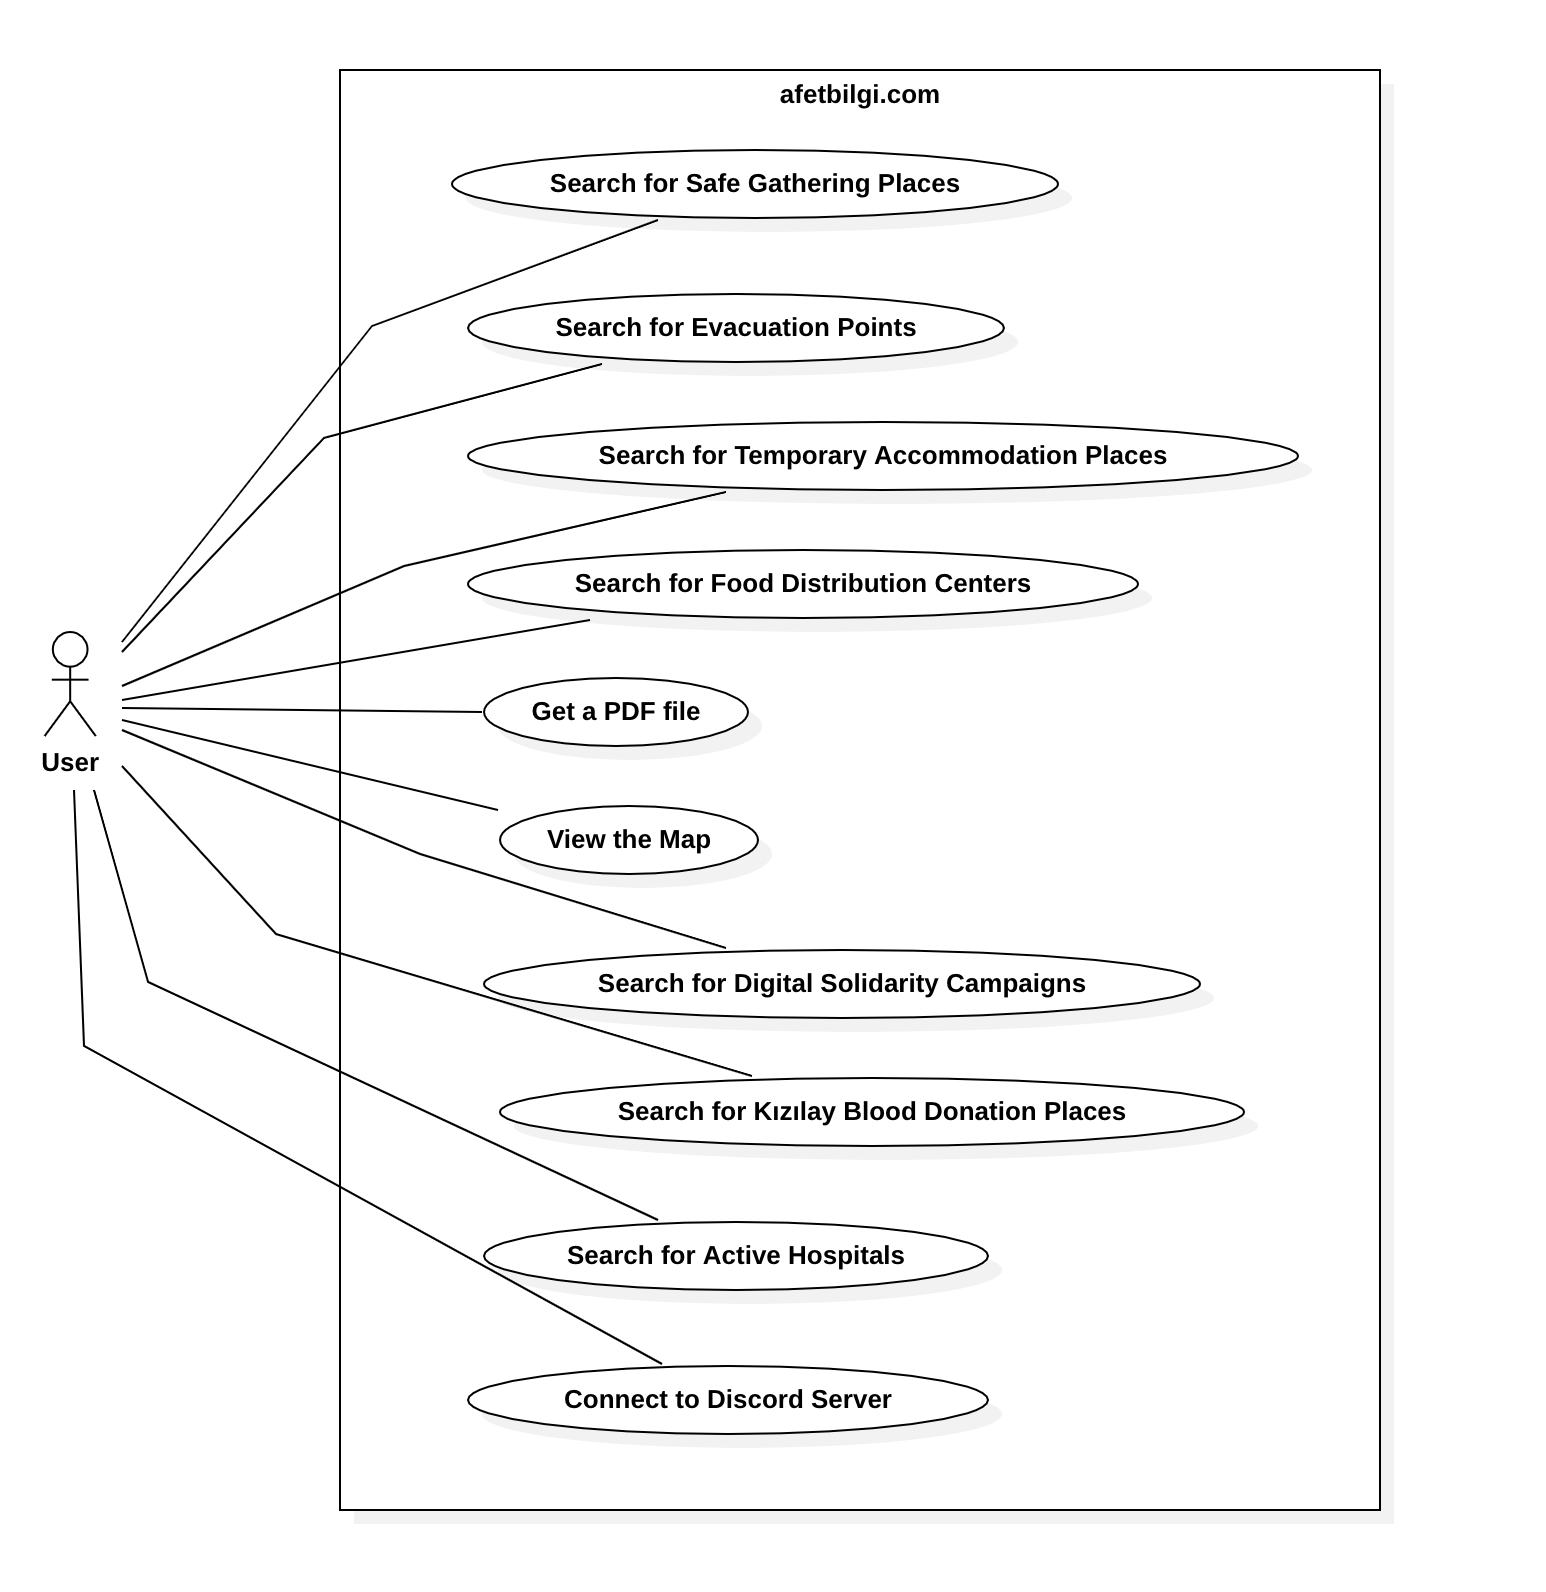 afetbilgi.com
Search for Safe Gathering Places
Search for Evacuation Points
Search for Temporary Accommodation Places
Search for Food Distribution Centers
Get a PDF file
User
View the Map
Search for Digital Solidarity Campaigns
Search for Kızılay Blood Donation Places
Search for Active Hospitals
Connect to Discord Server